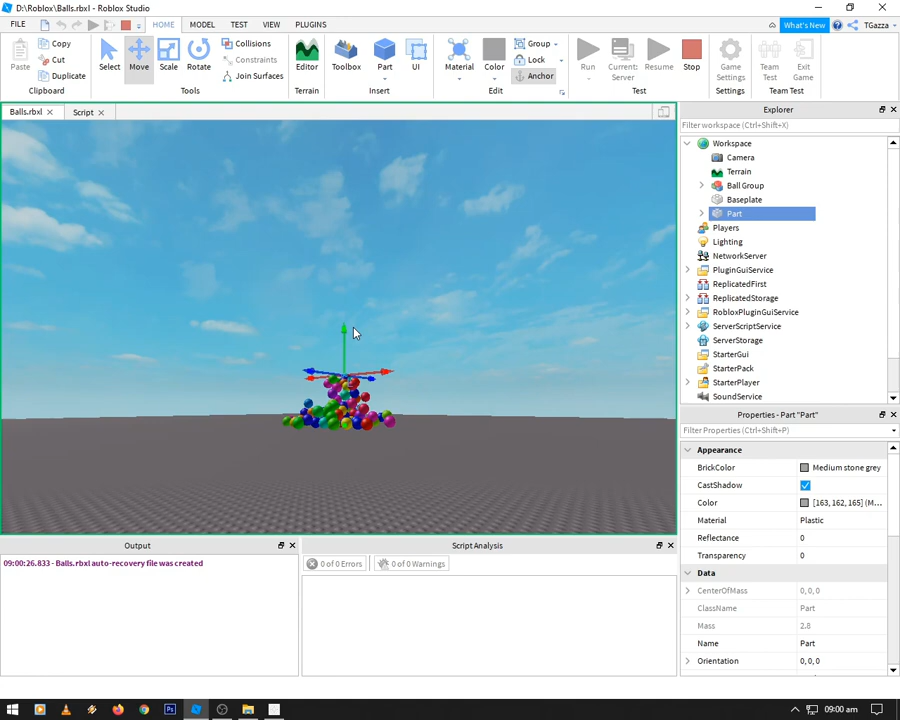 D:\Roblox\Balls.rbxl - Roblox Studio
FILE HOME MODEL TEST VIEW PLUGINS What's New TGazza
Paste Copy Cut Duplicate Clipboard
Select Move Scale Rotate Collisions Constraints Join Surfaces Tools
Editor Terrain
Toolbox Part UI Insert
Material Color Group Lock Anchor Edit
Run Current: Server Resume Stop Test
Game Settings Settings
Team Test Exit Game Team Test
Balls.rbxl Script
Explorer
Filter workspace (Ctrl+Shift+X)
Workspace
Camera
Terrain
Ball Group
Baseplate
Part
Players
Lighting
NetworkServer
PluginGuiService
ReplicatedFirst
ReplicatedStorage
RobloxPluginGuiService
ServerScriptService
ServerStorage
StarterGui
StarterPack
StarterPlayer
SoundService
Properties - Part "Part"
Filter Properties (Ctrl+Shift+P)
Appearance
BrickColor Medium stone grey
CastShadow
Color [163, 162, 165] (M...
Material Plastic
Reflectance 0
Transparency 0
Data
CenterOfMass 0, 0, 0
ClassName Part
Mass 2.8
Name Part
Orientation 0, 0, 0
Output
09:00:26.833 - Balls.rbxl auto-recovery file was created
Script Analysis
0 of 0 Errors 0 of 0 Warnings
09:00 am